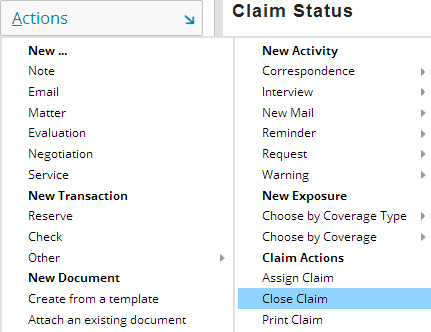 Actions
Claim Status
New ...
Note
Email
Matter
Evaluation
Negotiation
Service
New Transaction
Reserve
Check
Other
New Document
Create from a template
Attach an existing document
New Activity
Correspondence
Interview
New Mail
Reminder
Request
Warning
New Exposure
Choose by Coverage Type
Choose by Coverage
Claim Actions
Assign Claim
Close Claim
Print Claim